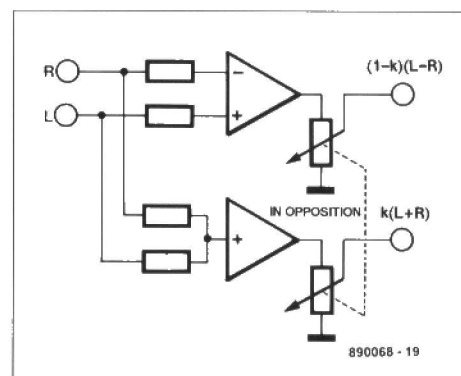 (1-k)(L-R)
R
L
−
+
IN OPPOSITION
k(L+R)
+
890068 - 19